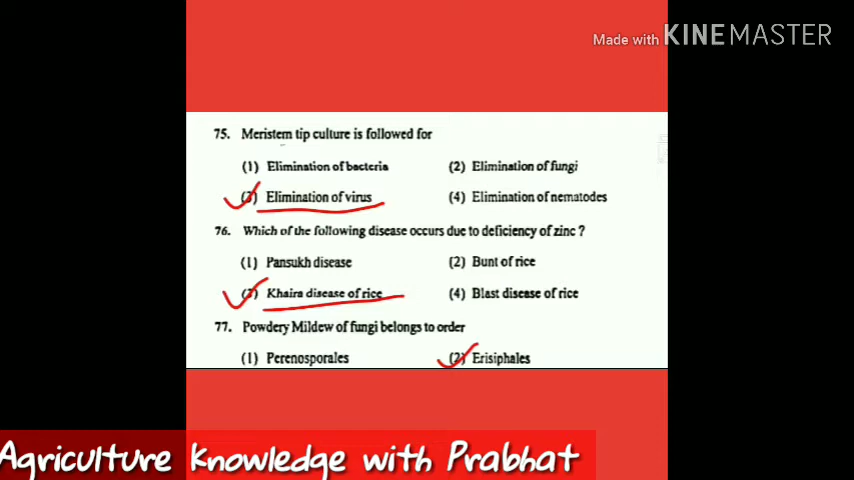 Made with KINEMASTER
75. Meristem tip culture is followed for
(1) Elimination of bacteria (2) Elimination of fungi
(3) Elimination of virus (4) Elimination of nematodes
76. Which of the following disease occurs due to deficiency of zinc ?
(1) Pansukh disease (2) Bunt of rice
(3) Khaira disease of rice (4) Blast disease of rice
77. Powdery Mildew of fungi belongs to order
(1) Perenosporales (2) Erisiphales
Agriculture Knowledge with Prabhat